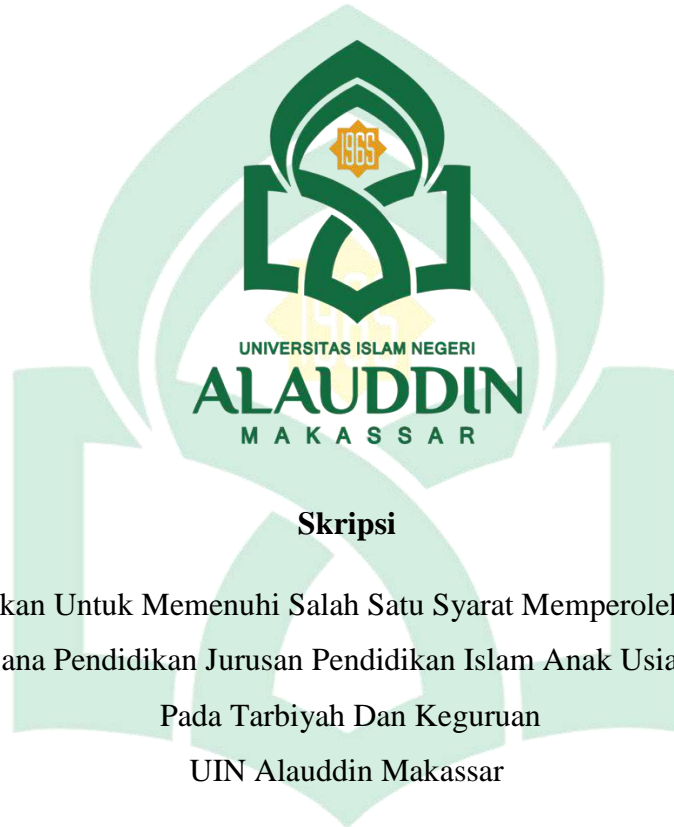 1965
UNIVERSITAS ISLAM NEGERI
ALAUDDIN
MAKASSAR
Skripsi
kan Untuk Memenuhi Salah Satu Syarat Memperoleh
ana Pendidikan Jurusan Pendidikan Islam Anak Usia
Pada Tarbiyah Dan Keguruan
UIN Alauddin Makassar